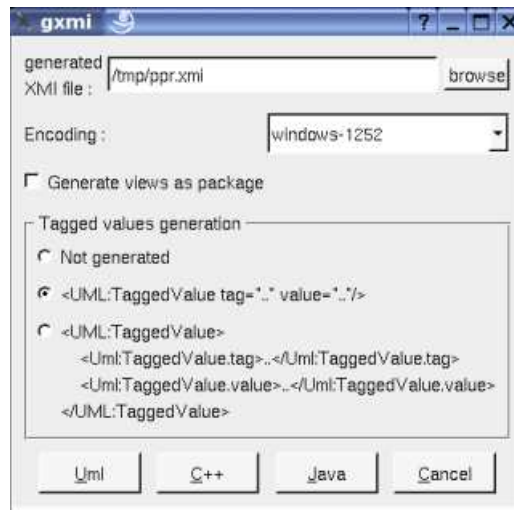 gxmi
generated
XMI file :
/tmp/ppr.xmi
browse
Encoding :
windows-1252
Generate views as package
Tagged values generation
Not generated
<UML:TaggedValue tag=".." value=".."/>
<UML:TaggedValue>
<Uml:TaggedValue.tag>..</Uml:TaggedValue.tag>
<Uml:TaggedValue.value>..</Uml:TaggedValue.value>
</UML:TaggedValue>
Uml C++ Java Cancel